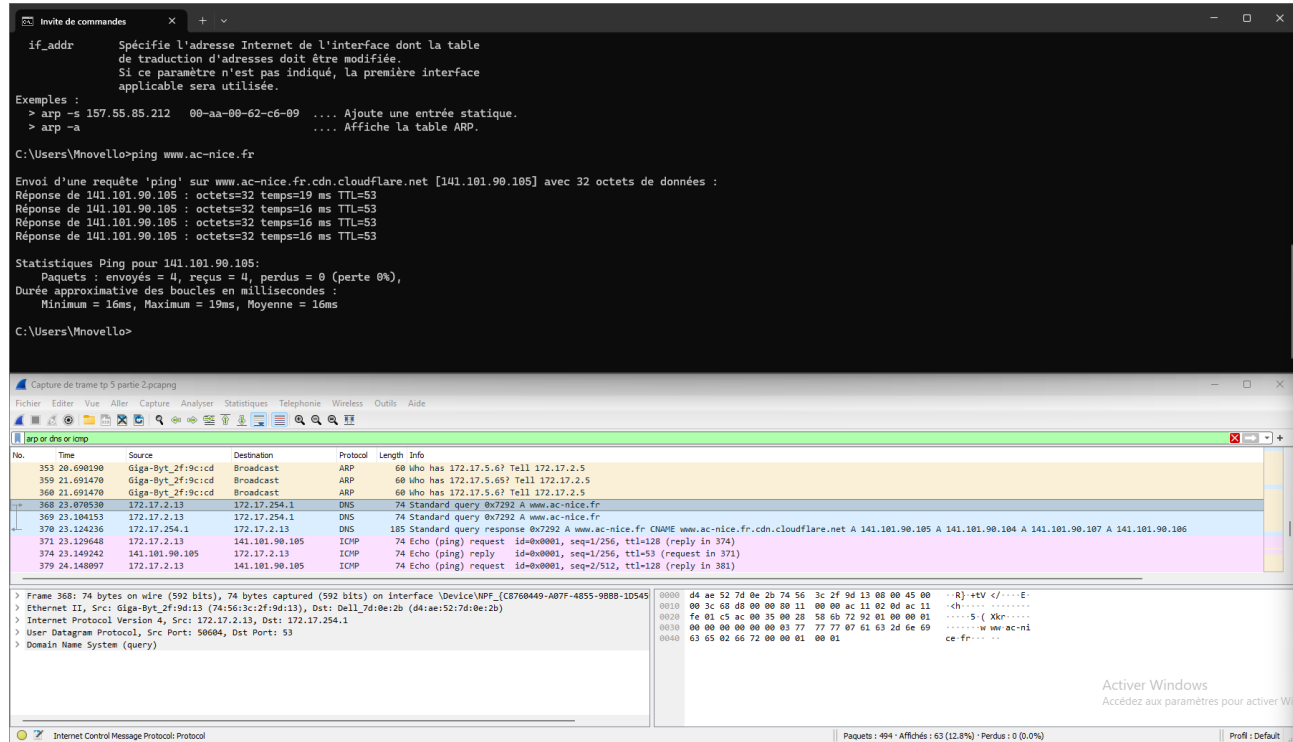 Invite de commandes
if_addr Spécifie l'adresse Internet de l'interface dont la table
de traduction d'adresses doit être modifiée.
Si ce paramètre n'est pas indiqué, la première interface
applicable sera utilisée.
Exemples :
> arp -s 157.55.85.212 00-aa-00-62-c6-09 .... Ajoute une entrée statique.
> arp -a .... Affiche la table ARP.
C:\Users\Mnovello>ping www.ac-nice.fr
Envoi d'une requête 'ping' sur www.ac-nice.fr.cdn.cloudflare.net [141.101.90.105] avec 32 octets de données :
Réponse de 141.101.90.105 : octets=32 temps=19 ms TTL=53
Réponse de 141.101.90.105 : octets=32 temps=16 ms TTL=53
Réponse de 141.101.90.105 : octets=32 temps=16 ms TTL=53
Réponse de 141.101.90.105 : octets=32 temps=16 ms TTL=53
Statistiques Ping pour 141.101.90.105:
Paquets : envoyés = 4, reçus = 4, perdus = 0 (perte 0%),
Durée approximative des boucles en millisecondes :
Minimum = 16ms, Maximum = 19ms, Moyenne = 16ms
C:\Users\Mnovello>
Capture de trame tp 5 partie 2.pcapng
Fichier Editer Vue Aller Capture Analyser Statistiques Telephonie Wireless Outils Aide
arp or dns or icmp
No. Time Source Destination Protocol Length Info
353 20.690190 Giga-Byt_2f:9c:cd Broadcast ARP 60 Who has 172.17.5.6? Tell 172.17.2.5
359 21.691470 Giga-Byt_2f:9c:cd Broadcast ARP 60 Who has 172.17.5.65? Tell 172.17.2.5
360 21.691470 Giga-Byt_2f:9c:cd Broadcast ARP 60 Who has 172.17.5.6? Tell 172.17.2.5
368 23.070530 172.17.2.13 172.17.254.1 DNS 74 Standard query 0x7292 A www.ac-nice.fr
369 23.104153 172.17.2.13 172.17.254.1 DNS 74 Standard query 0x7292 A www.ac-nice.fr
370 23.124236 172.17.254.1 172.17.2.13 DNS 185 Standard query response 0x7292 A www.ac-nice.fr CNAME www.ac-nice.fr.cdn.cloudflare.net A 141.101.90.105 A 141.101.90.104 A 141.101.90.107 A 141.101.90.106
371 23.129648 172.17.2.13 141.101.90.105 ICMP 74 Echo (ping) request id=0x0001, seq=1/256, ttl=128 (reply in 374)
374 23.149242 141.101.90.105 172.17.2.13 ICMP 74 Echo (ping) reply id=0x0001, seq=1/256, ttl=53 (request in 371)
379 24.148097 172.17.2.13 141.101.90.105 ICMP 74 Echo (ping) request id=0x0001, seq=2/512, ttl=128 (reply in 381)
> Frame 368: 74 bytes on wire (592 bits), 74 bytes captured (592 bits) on interface \Device\NPF_{C8760449-A07F-4855-9BBB-1D545
> Ethernet II, Src: Giga-Byt_2f:9d:13 (74:56:3c:2f:9d:13), Dst: Dell_7d:0e:2b (d4:ae:52:7d:0e:2b)
> Internet Protocol Version 4, Src: 172.17.2.13, Dst: 172.17.254.1
> User Datagram Protocol, Src Port: 50604, Dst Port: 53
> Domain Name System (query)
0000 d4 ae 52 7d 0e 2b 74 56 3c 2f 9d 13 08 00 45 00 ··R}·+tV </····E·
0010 00 3c 68 d8 00 00 80 11 00 00 ac 11 02 0d ac 11 ·<h····· ········
0020 fe 01 c5 ac 00 35 00 28 58 6b 72 92 01 00 00 01 ·····5·( Xkr·····
0030 00 00 00 00 00 00 03 77 77 77 07 61 63 2d 6e 69 ·······w ww·ac-ni
0040 63 65 02 66 72 00 00 01 00 01 ce·fr··· ··
Activer Windows
Accédez aux paramètres pour activer Wi
Internet Control Message Protocol: Protocol
Paquets : 494 · Affichés : 63 (12.8%) · Perdus : 0 (0.0%)
Profil : Default